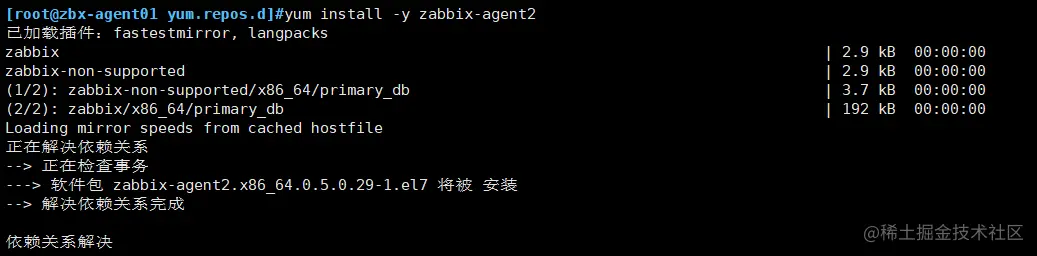 [root@zbx-agent01 yum.repos.d]#yum install -y zabbix-agent2
已加载插件：fastestmirror, langpacks
zabbix | 2.9 kB 00:00:00
zabbix-non-supported | 2.9 kB 00:00:00
(1/2): zabbix-non-supported/x86_64/primary_db | 3.7 kB 00:00:00
(2/2): zabbix/x86_64/primary_db | 192 kB 00:00:00
Loading mirror speeds from cached hostfile
正在解决依赖关系
--> 正在检查事务
---> 软件包 zabbix-agent2.x86_64.0.5.0.29-1.el7 将被 安装
--> 解决依赖关系完成
依赖关系解决
@稀土掘金技术社区